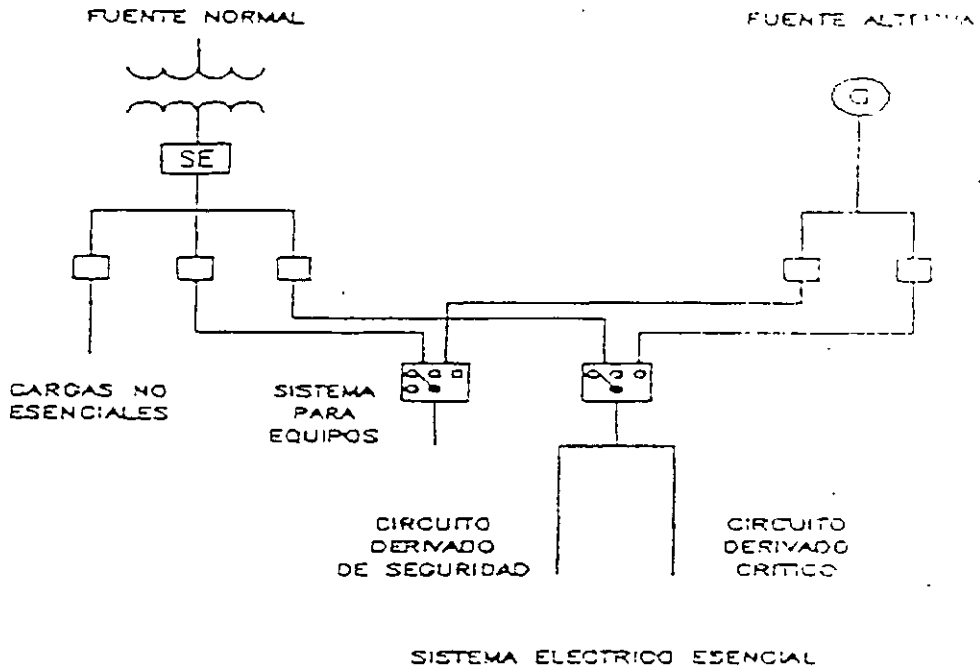 FUENTE NORMAL
FUENTE
G
SE
CARGAS NO
ESENCIALES
SISTEMA
PARA
EQUIPOS
CIRCUITO
DERIVADO
DE SEGURIDAD
CIRCUITO
DERIVADO
CRITICO
SISTEMA ELECTRICO ESENCIAL